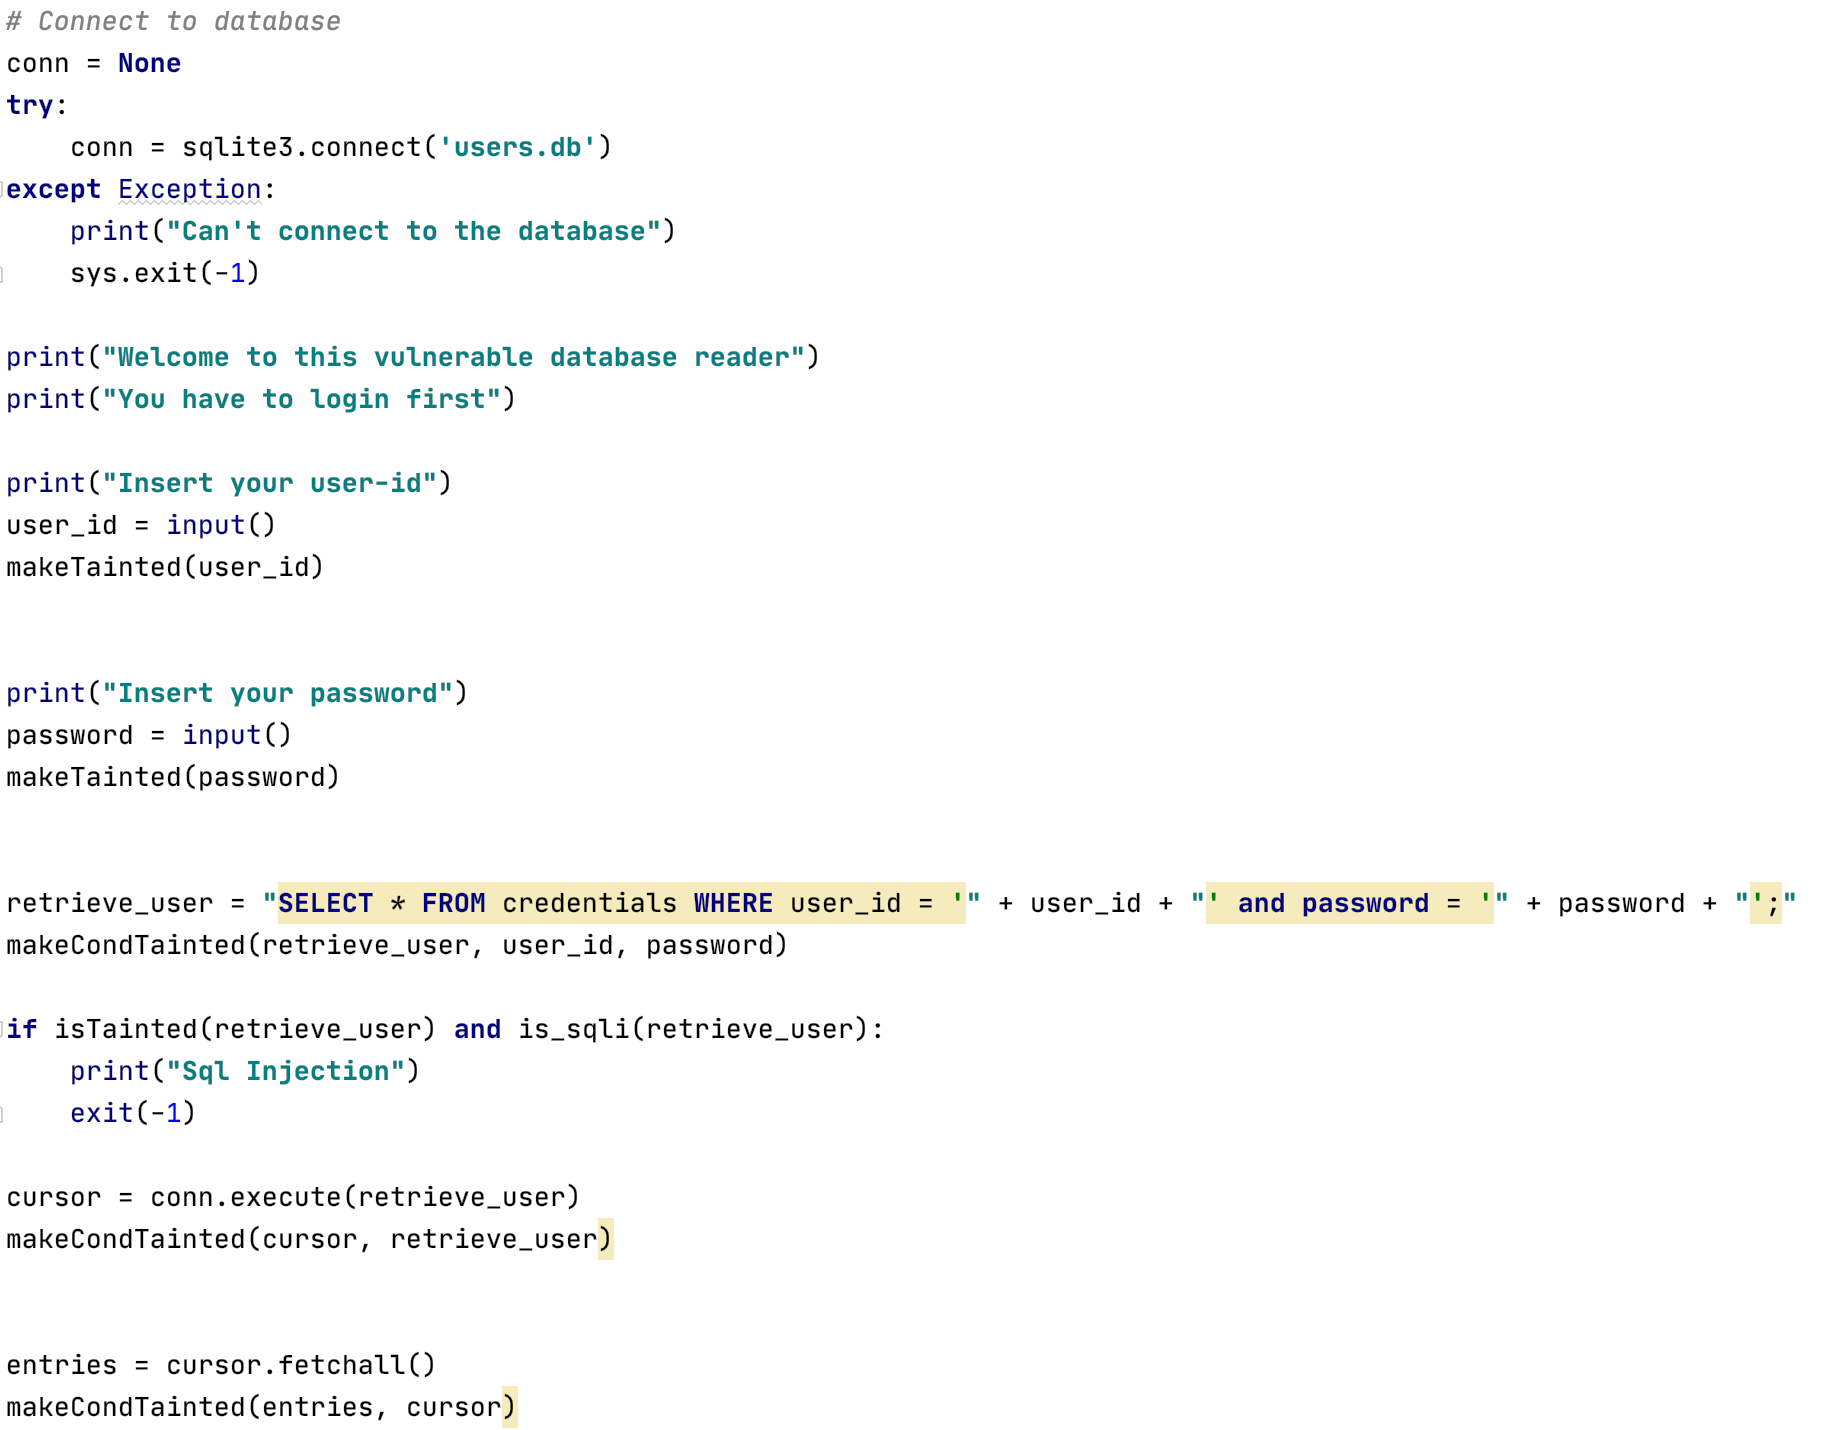 # Connect to database
conn = None
try:
    conn = sqlite3.connect('users.db')
except Exception:
    print("Can't connect to the database")
    sys.exit(-1)
print("Welcome to this vulnerable database reader")
print("You have to login first")
print("Insert your user-id")
user_id = input()
makeTainted(user_id)
print("Insert your password")
password = input()
makeTainted(password)
retrieve_user = "SELECT * FROM credentials WHERE user_id = '" + user_id + "' and password = '" + password + "';"
makeCondTainted(retrieve_user, user_id, password)
if isTainted(retrieve_user) and is_sqli(retrieve_user):
    print("Sql Injection")
    exit(-1)
cursor = conn.execute(retrieve_user)
makeCondTainted(cursor, retrieve_user)
entries = cursor.fetchall()
makeCondTainted(entries, cursor)